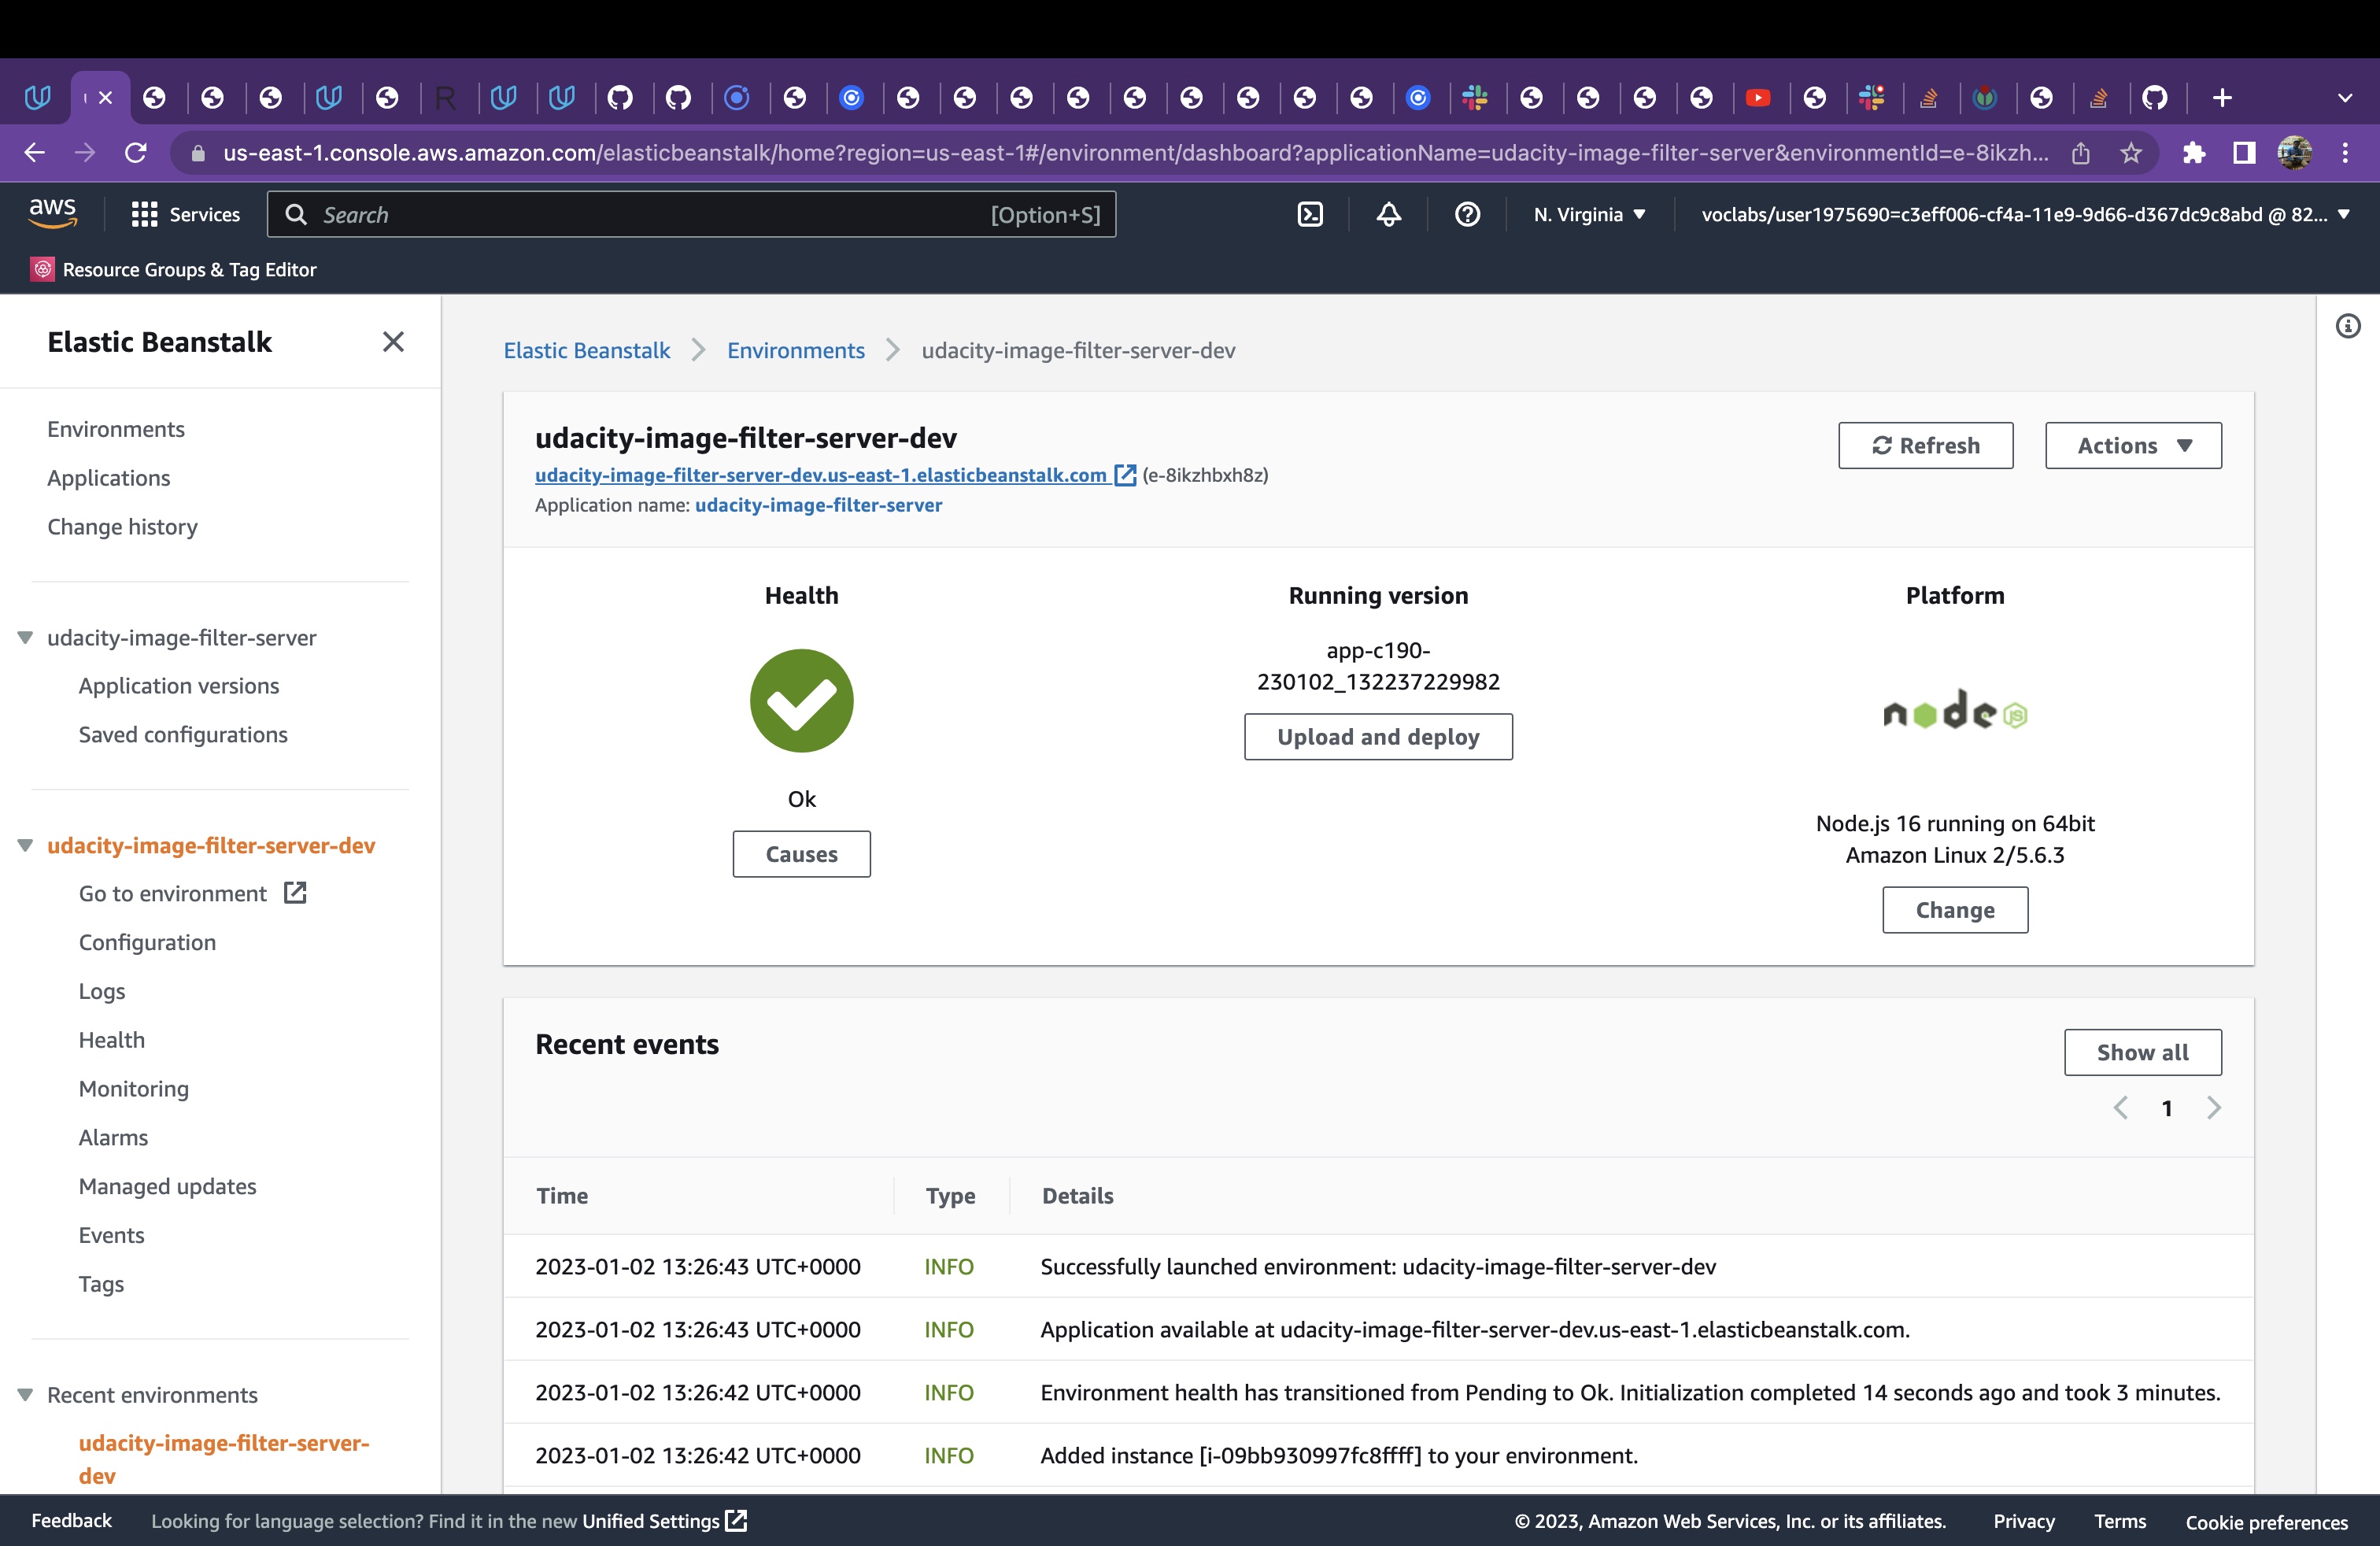 us-east-1.console.aws.amazon.com/elasticbeanstalk/home?region=us-east-1#/environment/dashboard?applicationName=udacity-image-filter-server&environmentId=e-8ikzh...
aws
Services
Search
[Option+S]
N. Virginia
voclabs/user1975690=c3eff006-cf4a-11e9-9d66-d367dc9c8abd @ 82...
Resource Groups & Tag Editor
Elastic Beanstalk
Environments
Applications
Change history
udacity-image-filter-server
Application versions
Saved configurations
udacity-image-filter-server-dev
Go to environment
Configuration
Logs
Health
Monitoring
Alarms
Managed updates
Events
Tags
Recent environments
udacity-image-filter-server-
dev
Elastic Beanstalk
Environments
udacity-image-filter-server-dev
udacity-image-filter-server-dev
udacity-image-filter-server-dev.us-east-1.elasticbeanstalk.com (e-8ikzhbxh8z)
Application name: udacity-image-filter-server
Refresh
Actions
Health
Ok
Causes
Running version
app-c190-
230102_132237229982
Upload and deploy
Platform
node JS
Node.js 16 running on 64bit
Amazon Linux 2/5.6.3
Change
Recent events
Show all
1
Time Type Details
2023-01-02 13:26:43 UTC+0000 INFO Successfully launched environment: udacity-image-filter-server-dev
2023-01-02 13:26:43 UTC+0000 INFO Application available at udacity-image-filter-server-dev.us-east-1.elasticbeanstalk.com.
2023-01-02 13:26:42 UTC+0000 INFO Environment health has transitioned from Pending to Ok. Initialization completed 14 seconds ago and took 3 minutes.
2023-01-02 13:26:42 UTC+0000 INFO Added instance [i-09bb930997fc8ffff] to your environment.
Feedback
Looking for language selection? Find it in the new Unified Settings
© 2023, Amazon Web Services, Inc. or its affiliates.
Privacy
Terms
Cookie preferences